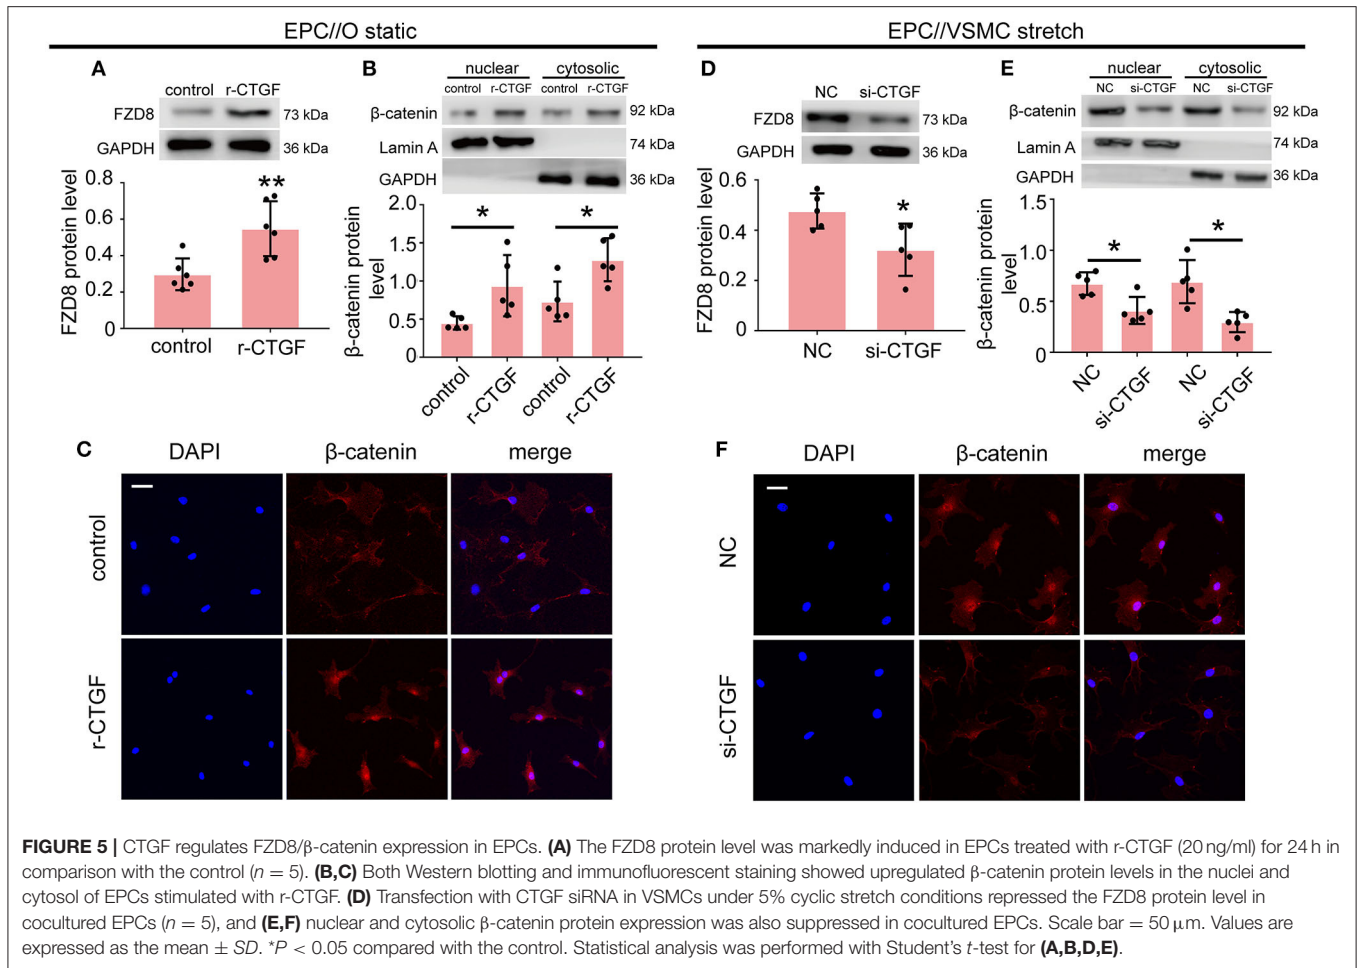 EPC//O static
EPC//VSMC stretch
A
control r-CTGF
FZD8 73 kDa
GAPDH 36 kDa
FZD8 protein level
0.8
0.6
0.4
0.2
0
**
control r-CTGF
B
nuclear cytosolic
control r-CTGF control r-CTGF
β-catenin 92 kDa
Lamin A 74 kDa
GAPDH 36 kDa
β-catenin protein
level
2.0
1.5
1.0
0.5
0
* *
control r-CTGF control r-CTGF
D
NC si-CTGF
FZD8 73 kDa
GAPDH 36 kDa
FZD8 protein level
0.6
0.4
0.2
0
*
NC si-CTGF
E
nuclear cytosolic
NC si-CTGF NC si-CTGF
β-catenin 92 kDa
Lamin A 74 kDa
GAPDH 36 kDa
β-catenin protein
level
1.5
1.0
0.5
0
* *
NC si-CTGF NC si-CTGF
C
DAPI β-catenin merge
control
r-CTGF
F
DAPI β-catenin merge
NC
si-CTGF
FIGURE 5 | CTGF regulates FZD8/β-catenin expression in EPCs. (A) The FZD8 protein level was markedly induced in EPCs treated with r-CTGF (20 ng/ml) for 24 h in
comparison with the control (n = 5). (B,C) Both Western blotting and immunofluorescent staining showed upregulated β-catenin protein levels in the nuclei and
cytosol of EPCs stimulated with r-CTGF. (D) Transfection with CTGF siRNA in VSMCs under 5% cyclic stretch conditions repressed the FZD8 protein level in
cocultured EPCs (n = 5), and (E,F) nuclear and cytosolic β-catenin protein expression was also suppressed in cocultured EPCs. Scale bar = 50 μm. Values are
expressed as the mean ± SD. *P < 0.05 compared with the control. Statistical analysis was performed with Student's t-test for (A,B,D,E).